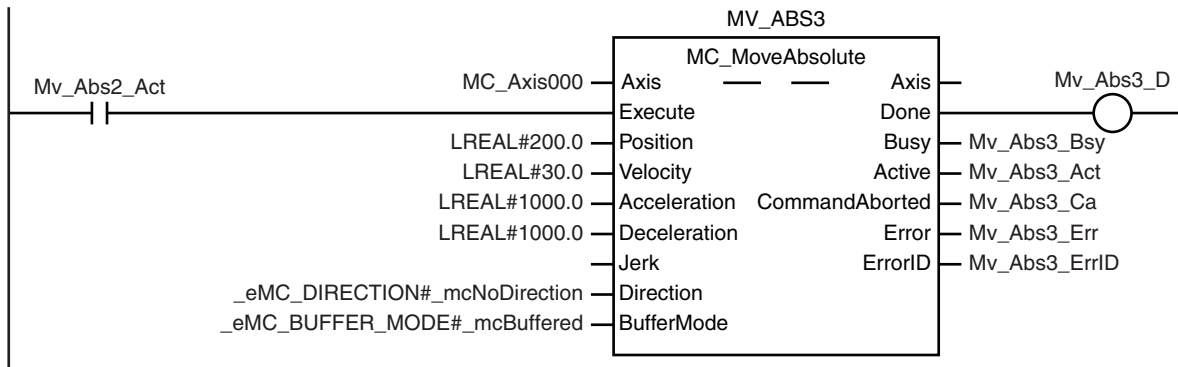 MV_ABS3
MC_MoveAbsolute
Mv_Abs2_Act MC_Axis000 Axis Axis Mv_Abs3_D
Execute Done
LREAL#200.0 Position Busy Mv_Abs3_Bsy
LREAL#30.0 Velocity Active Mv_Abs3_Act
LREAL#1000.0 Acceleration CommandAborted Mv_Abs3_Ca
LREAL#1000.0 Deceleration Error Mv_Abs3_Err
Jerk ErrorID Mv_Abs3_ErrID
_eMC_DIRECTION#_mcNoDirection Direction
_eMC_BUFFER_MODE#_mcBuffered BufferMode